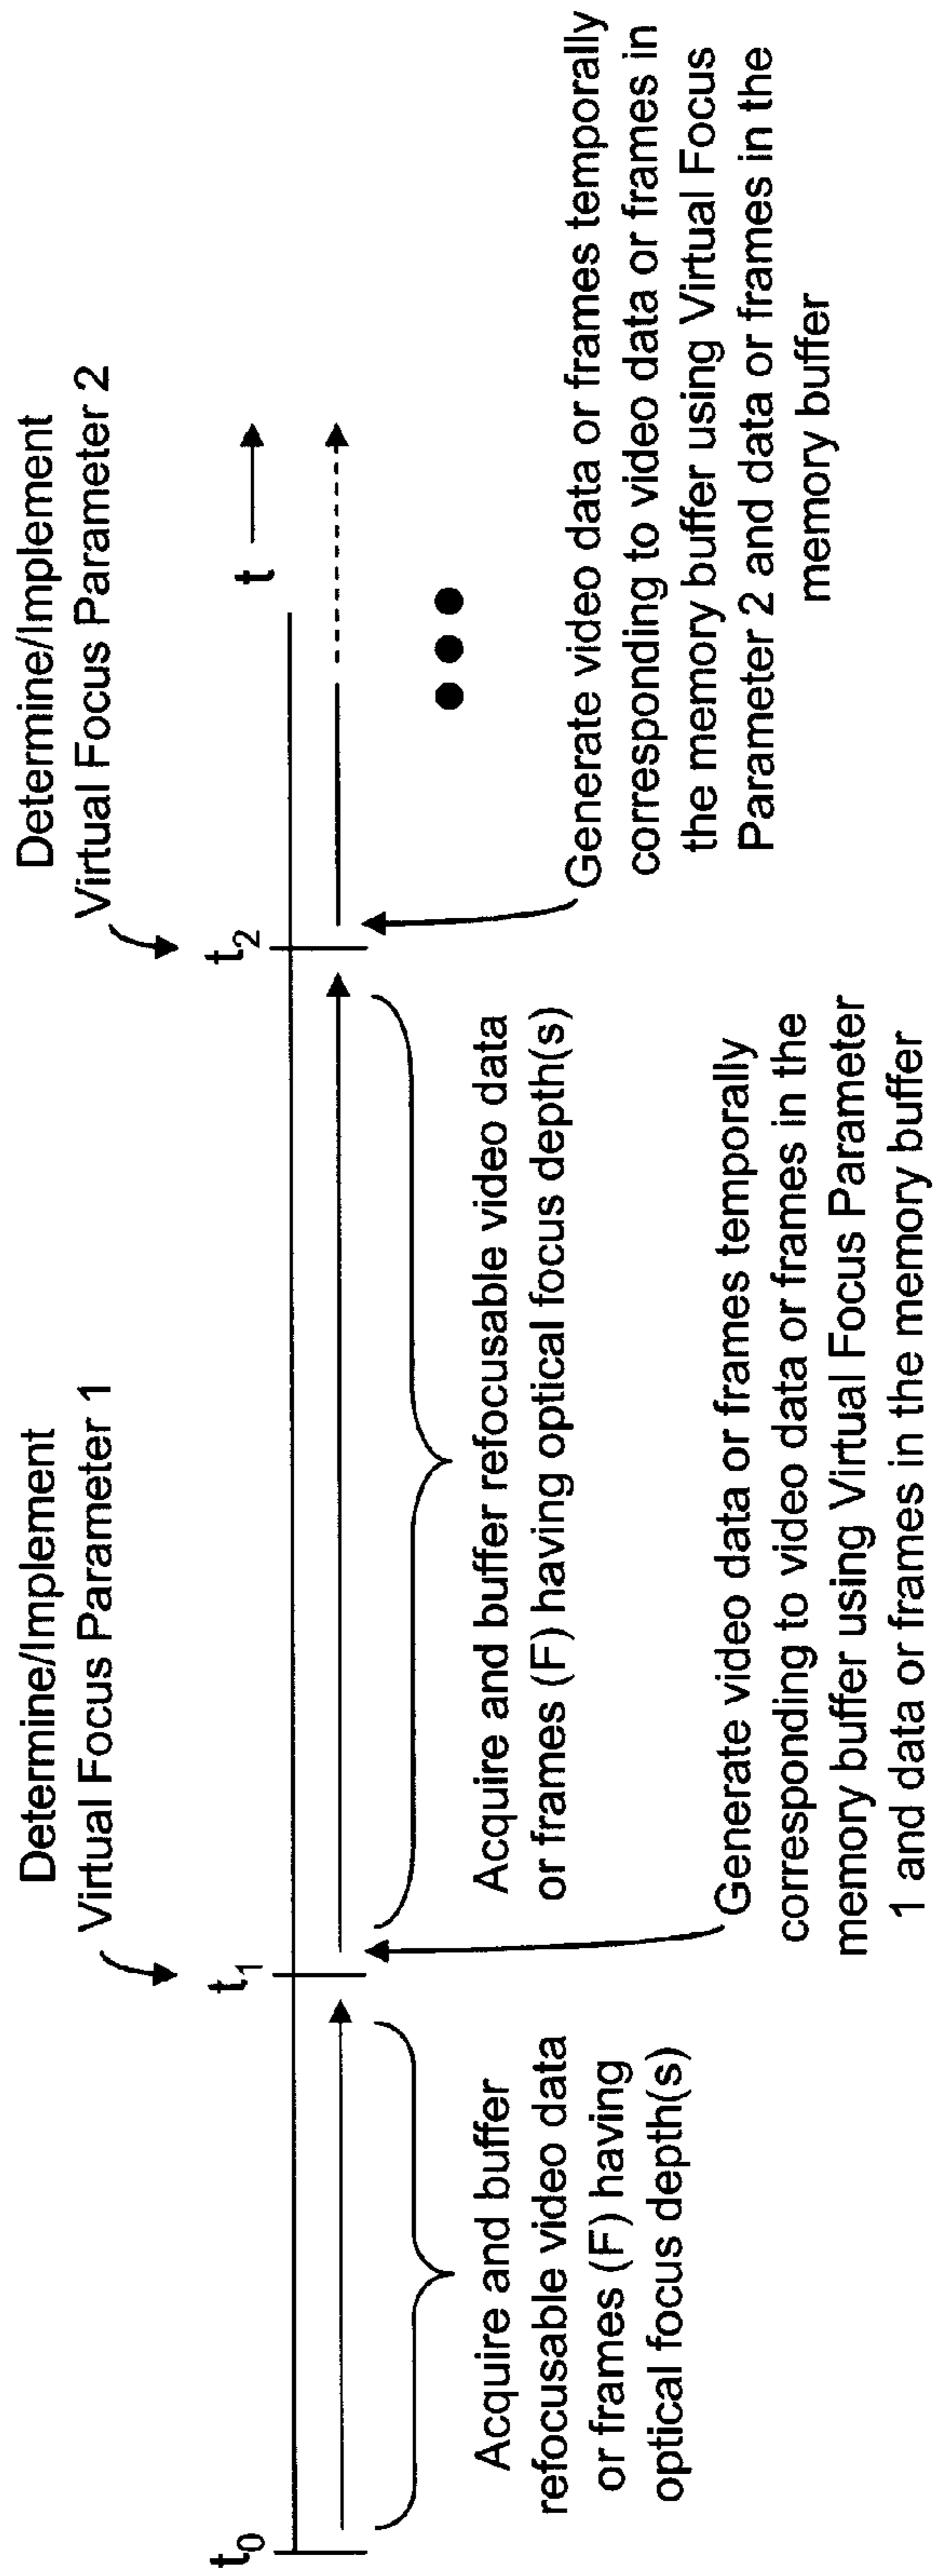 Determine/Implement
Virtual Focus Parameter 1
Determine/Implement
Virtual Focus Parameter 2
t0
t1
t2
t
Acquire and buffer
refocusable video data
or frames (F) having
optical focus depth(s)
Acquire and buffer refocusable video data
or frames (F) having optical focus depth(s)
Generate video data or frames temporally
corresponding to video data or frames in the
memory buffer using Virtual Focus Parameter
1 and data or frames in the memory buffer
Generate video data or frames temporally
corresponding to video data or frames in
the memory buffer using Virtual Focus
Parameter 2 and data or frames in the
memory buffer